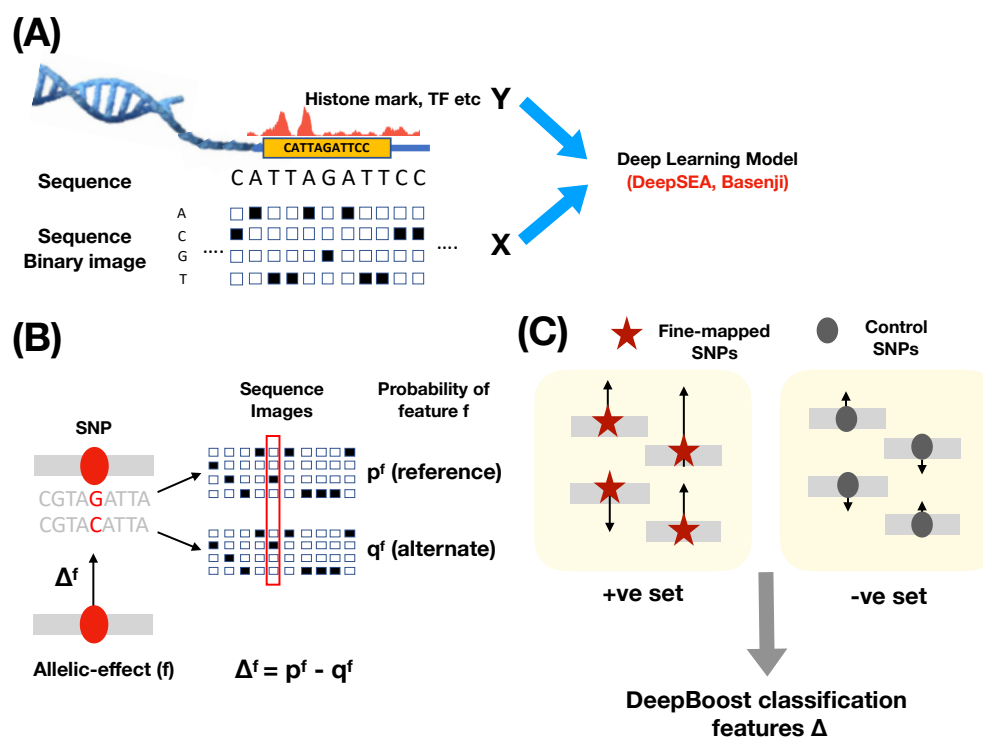 (A)
Histone mark, TF etc Y
CATTAGATTCC
Deep Learning Model
(DeepSEA, Basenji)
Sequence
C A T T A G A T T C C
Sequence
Binary image
A
C
G
T
....
....
X
(B)
Sequence
Images
Probability of
feature f
SNP
CGTAGATTA
CGTACATTA
pᶠ (reference)
qᶠ (alternate)
Δᶠ
Allelic-effect (f)
Δᶠ = pᶠ - qᶠ
(C)
Fine-mapped
SNPs
Control
SNPs
+ve set
-ve set
DeepBoost classification
features Δ